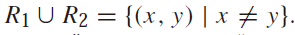 R₁ ∪ R₂ = {(x, y) | x ≠ y}.